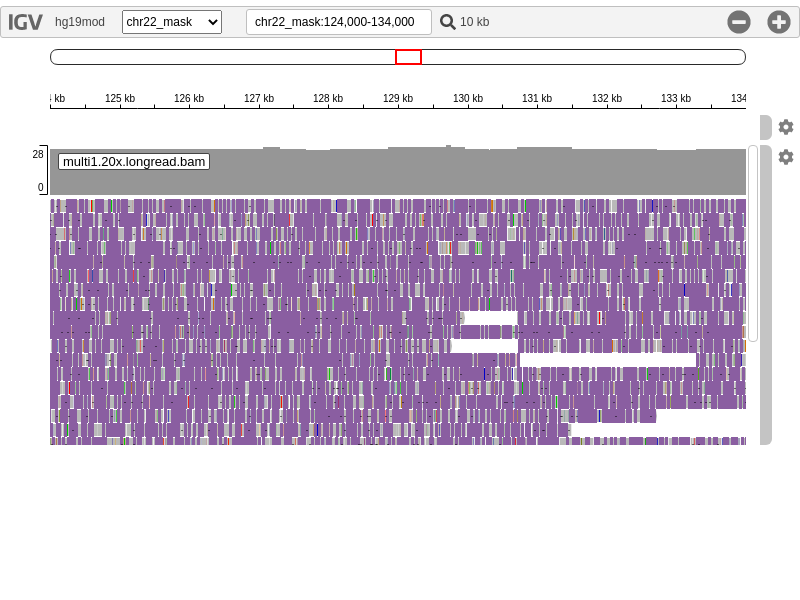 IGV hg19mod chr22_mask chr22_mask:124,000-134,000 10 kb
kb 125 kb 126 kb 127 kb 128 kb 129 kb 130 kb 131 kb 132 kb 133 kb 134
28
multi1.20x.longread.bam
0